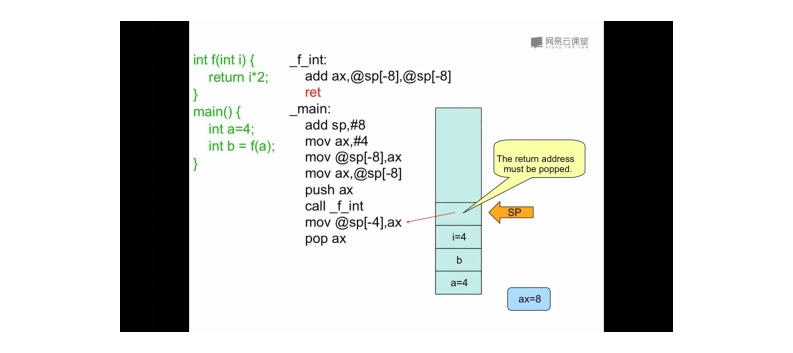 网易云课堂
study.163.com
int f(int i) {
return i*2;
}
main() {
int a=4;
int b = f(a);
}
_f_int:
add ax,@sp[-8],@sp[-8]
ret
_main:
add sp,#8
mov ax,#4
mov @sp[-8],ax
mov ax,@sp[-8]
push ax
call _f_int
mov @sp[-4],ax
pop ax
The return address
must be popped.
SP
i=4
b
a=4
ax=8